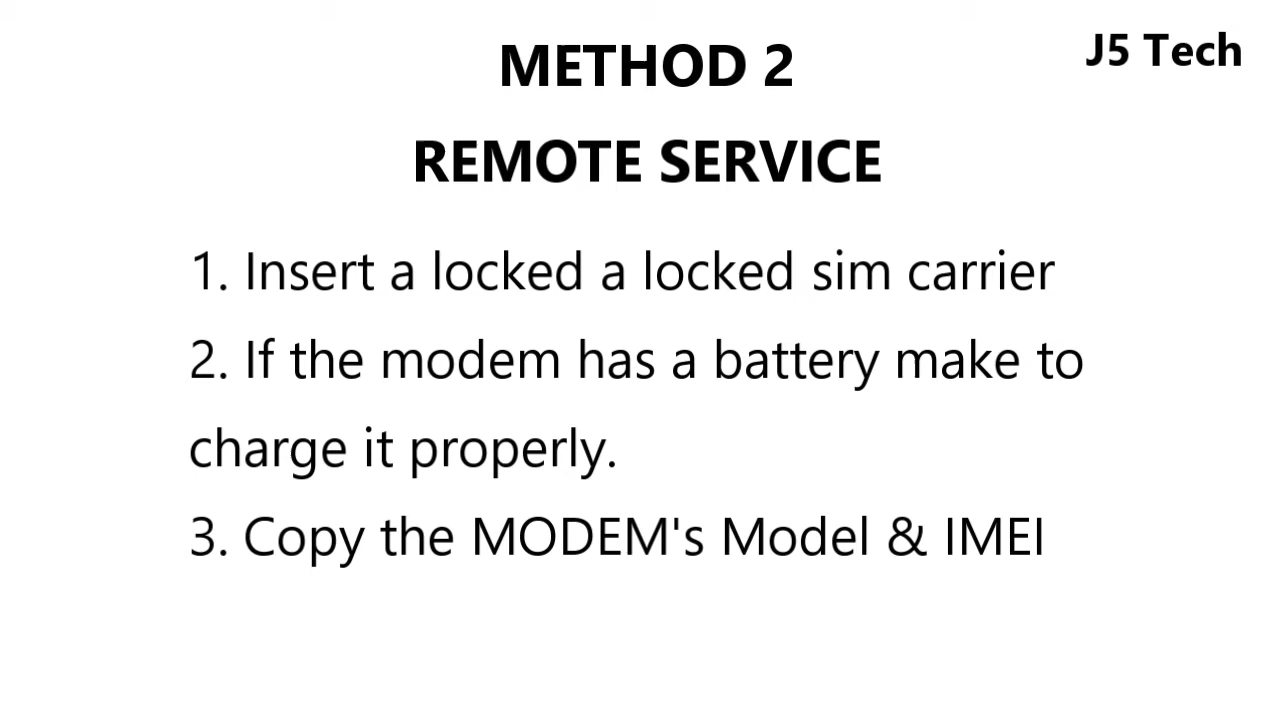 METHOD 2
J5 Tech
REMOTE SERVICE
1. Insert a locked a locked sim carrier
2. If the modem has a battery make to
charge it properly.
3. Copy the MODEM's Model & IMEI